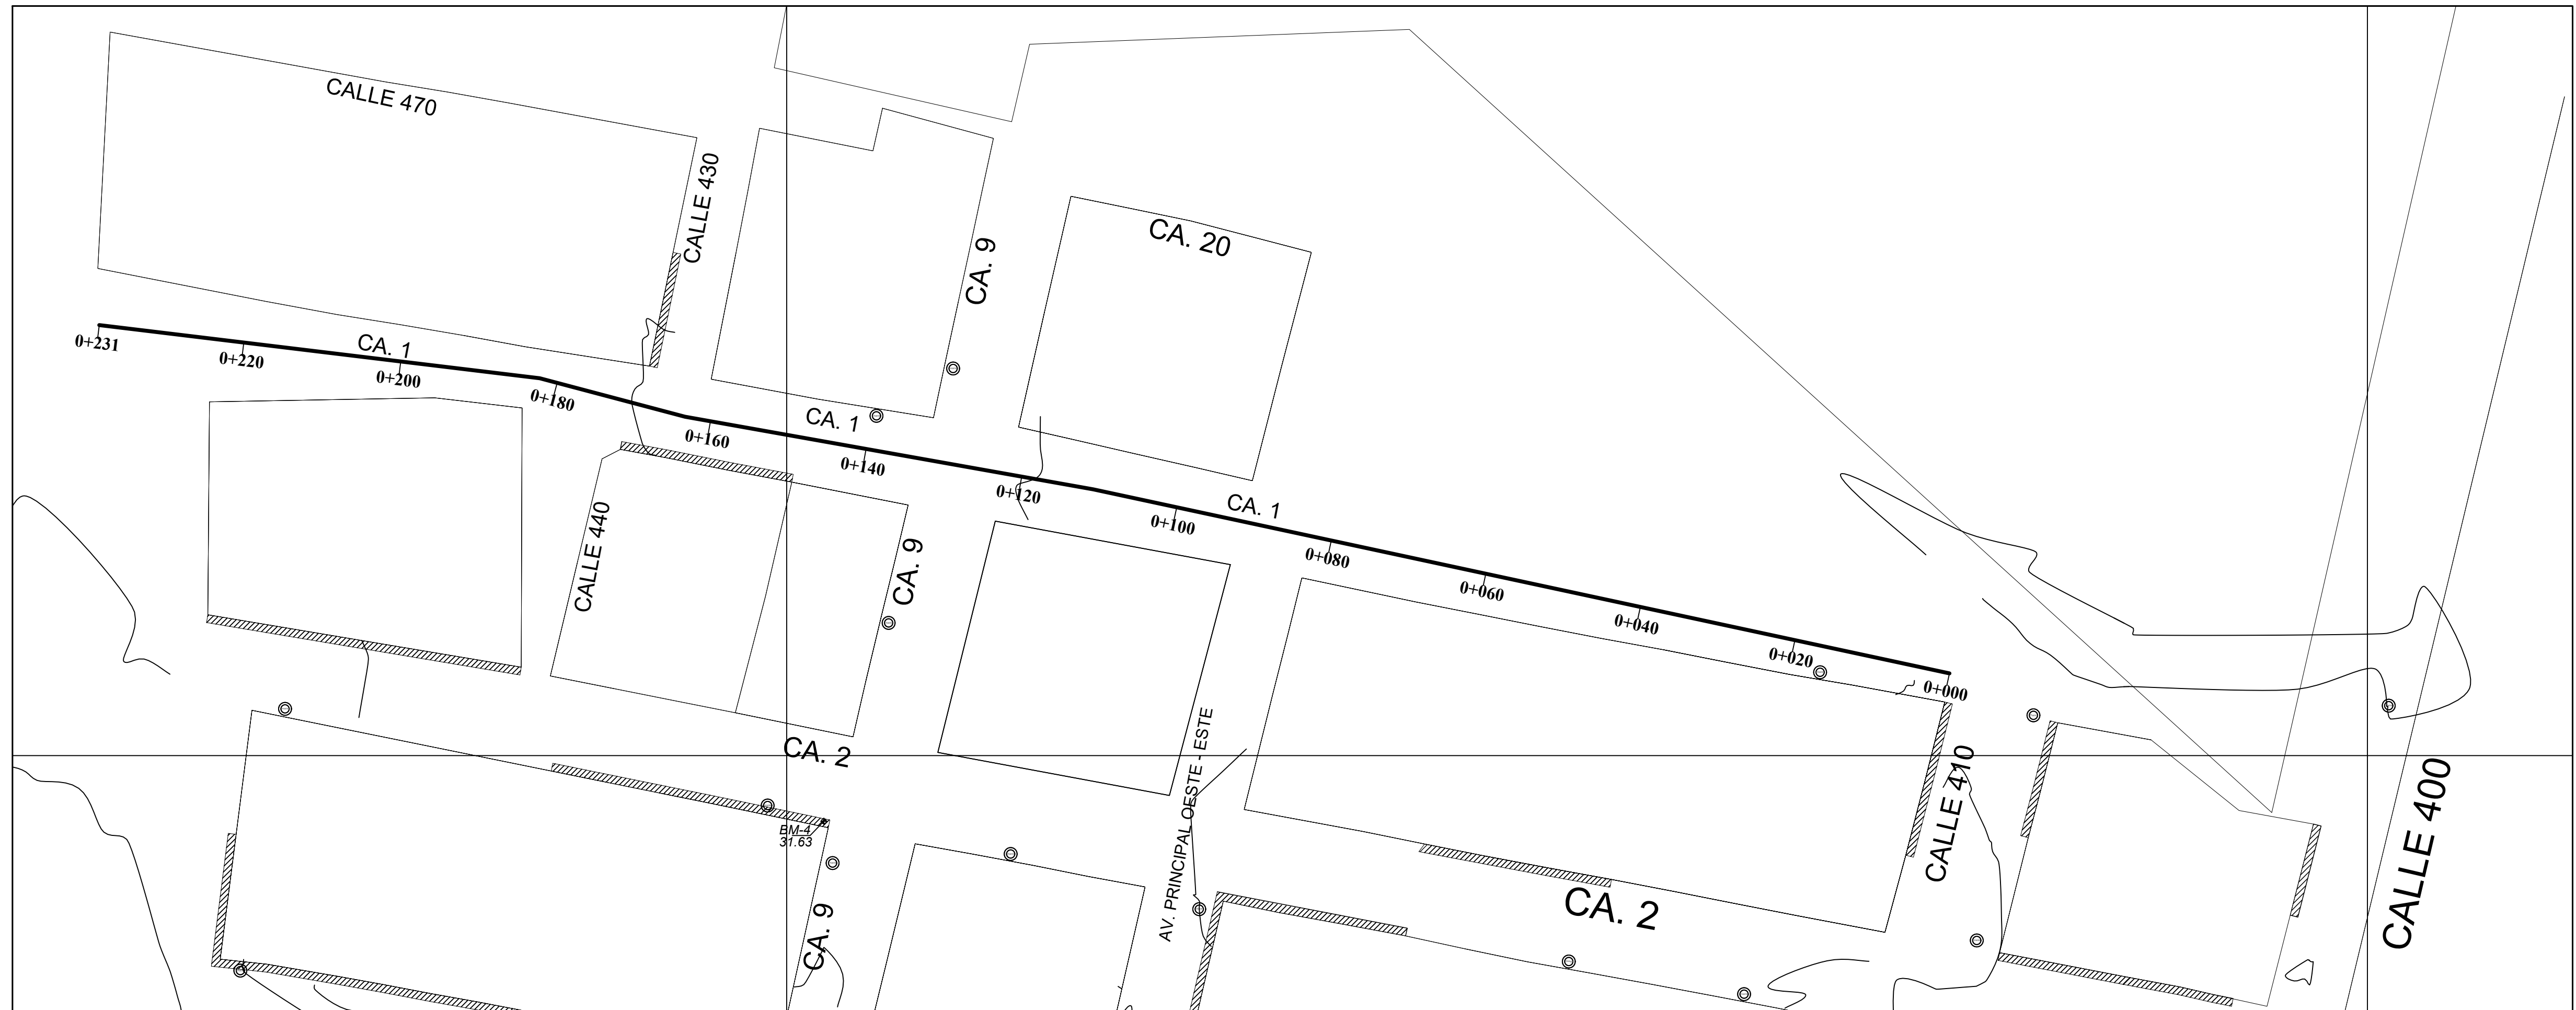 CALLE 470
CALLE 430
CA. 9
CA. 20
0+231
0+220
CA. 1
0+200
0+180
0+160
CA. 1
0+140
0+120
0+100
CA. 1
0+080
0+060
0+040
0+020
0+000
CALLE 440
CA. 9
CA. 2
BM-4
31.63
CA. 9
AV. PRINCIPAL OESTE - ESTE
CA. 2
CALLE 410
CALLE 400